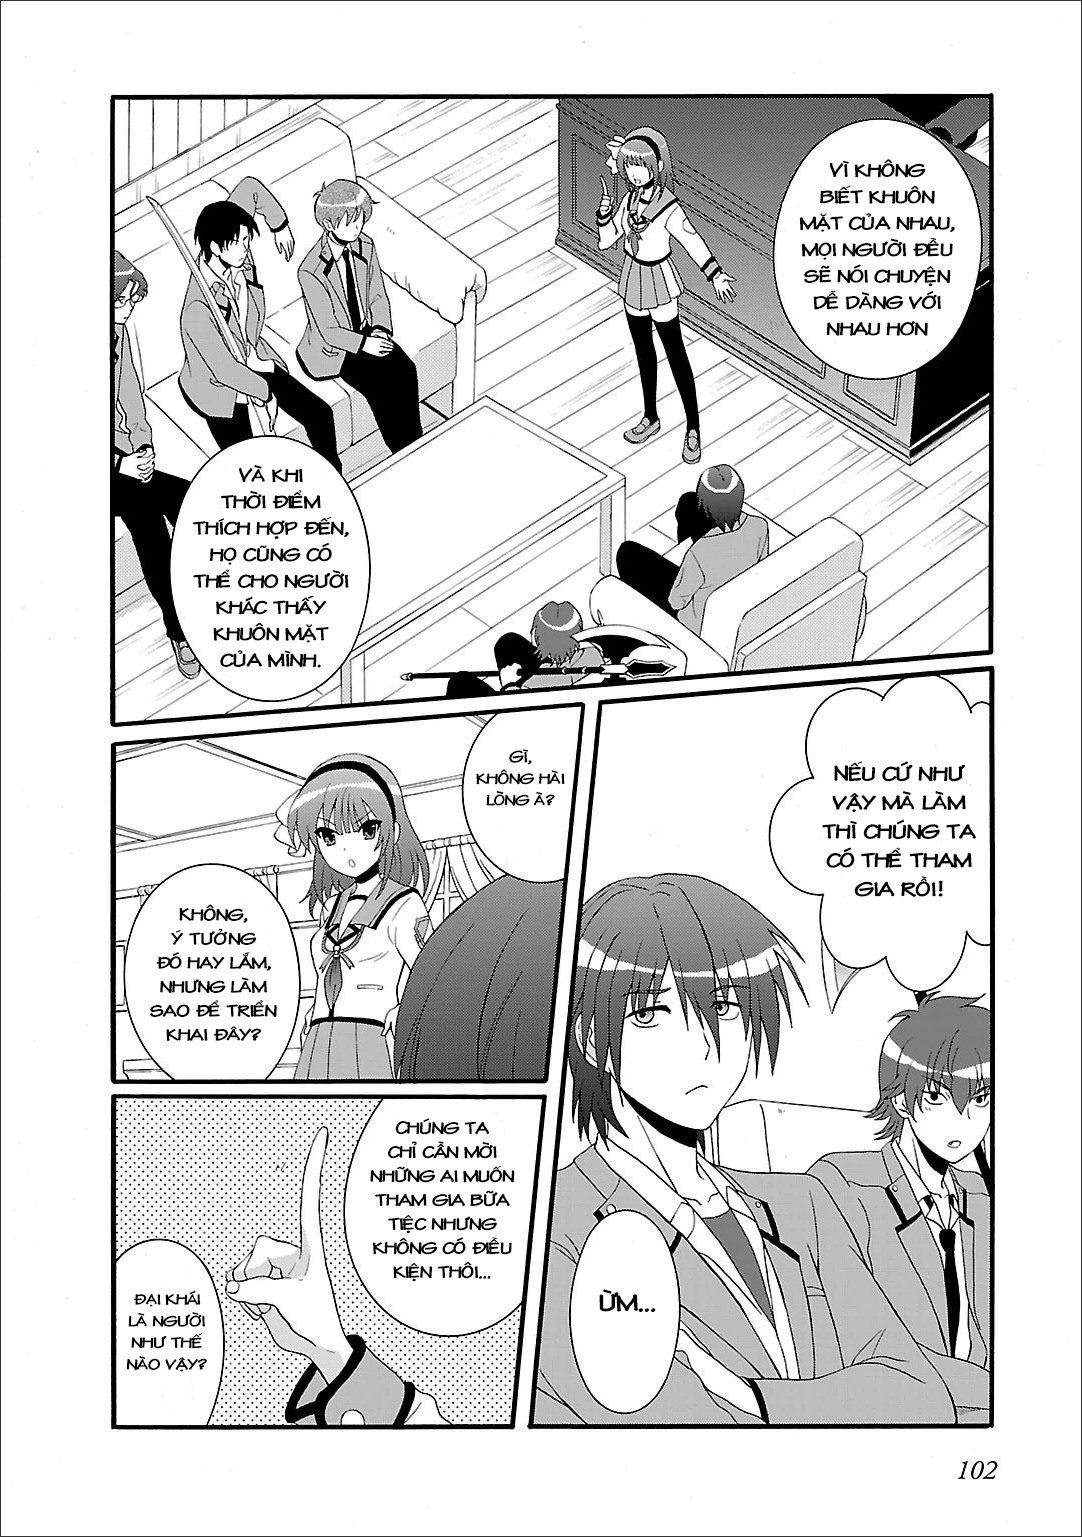 VÌ KHÔNG
BIẾT KHUÔN
MẶT CỦA NHAU,
MỌI NGƯỜI ĐỀU
SẼ NÓI CHUYỆN
DỄ DÀNG VỚI
NHAU HƠN
VÀ KHI
THỜI ĐIỂM
THÍCH HỢP ĐẾN,
HỌ CŨNG CÓ
THỂ CHO NGƯỜI
KHÁC THẤY
KHUÔN MẶT
CỦA MÌNH.
NẾU CỨ NHƯ
VẬY MÀ LÀM
THÌ CHÚNG TA
CÓ THỂ THAM
GIA RỒI!
ỪM...
GÌ,
KHÔNG HÀI
LÒNG À?
KHÔNG,
Ý TƯỞNG
ĐÓ HAY LẮM,
NHƯNG LÀM
SAO ĐỂ TRIỂN
KHAI ĐÂY?
CHÚNG TA
CHỈ CẦN MỜI
NHỮNG AI MUỐN
THAM GIA BỮA
TIỆC NHƯNG
KHÔNG CÓ ĐIỀU
KIỆN THÔI...
ĐẠI KHÁI
LÀ NGƯỜI
NHƯ THẾ
NÀO VẬY?
102